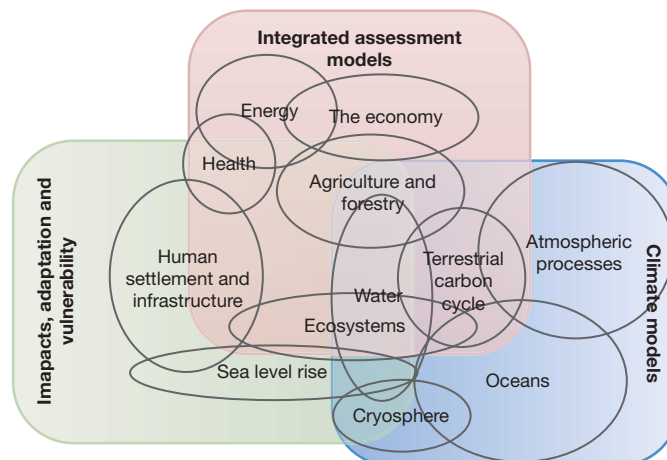 Integrated assessment
models
Energy
The economy
Health
Agriculture and
forestry
Imapacts, adaptation and
vulnerability
Human
settlement and
infrastructure
Water
Terrestrial
carbon
cycle
Atmospheric
processes
Climate models
Ecosystems
Sea level rise
Oceans
Cryosphere